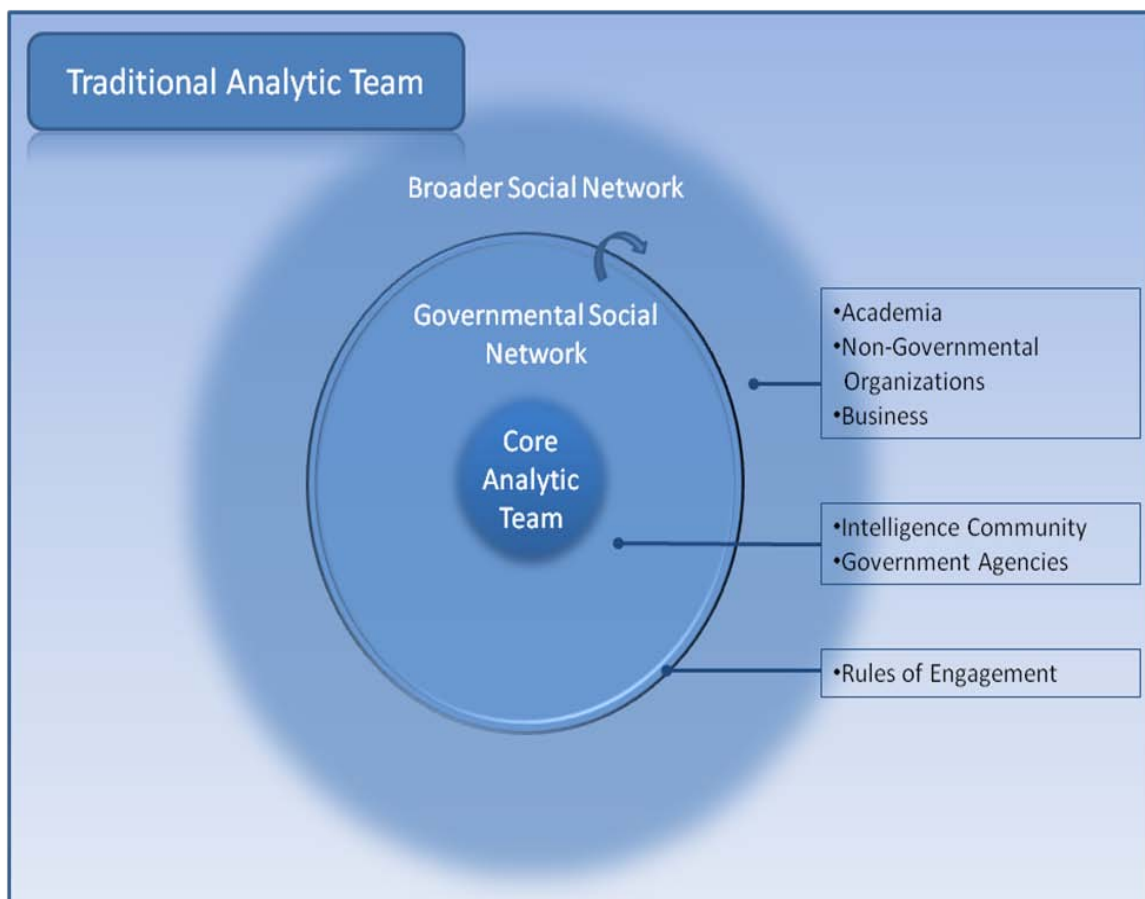 Traditional Analytic Team
Broader Social Network
Governmental Social
Network
Core
Analytic
Team
•Academia
•Non-Governmental
Organizations
•Business
•Intelligence Community
•Government Agencies
•Rules of Engagement